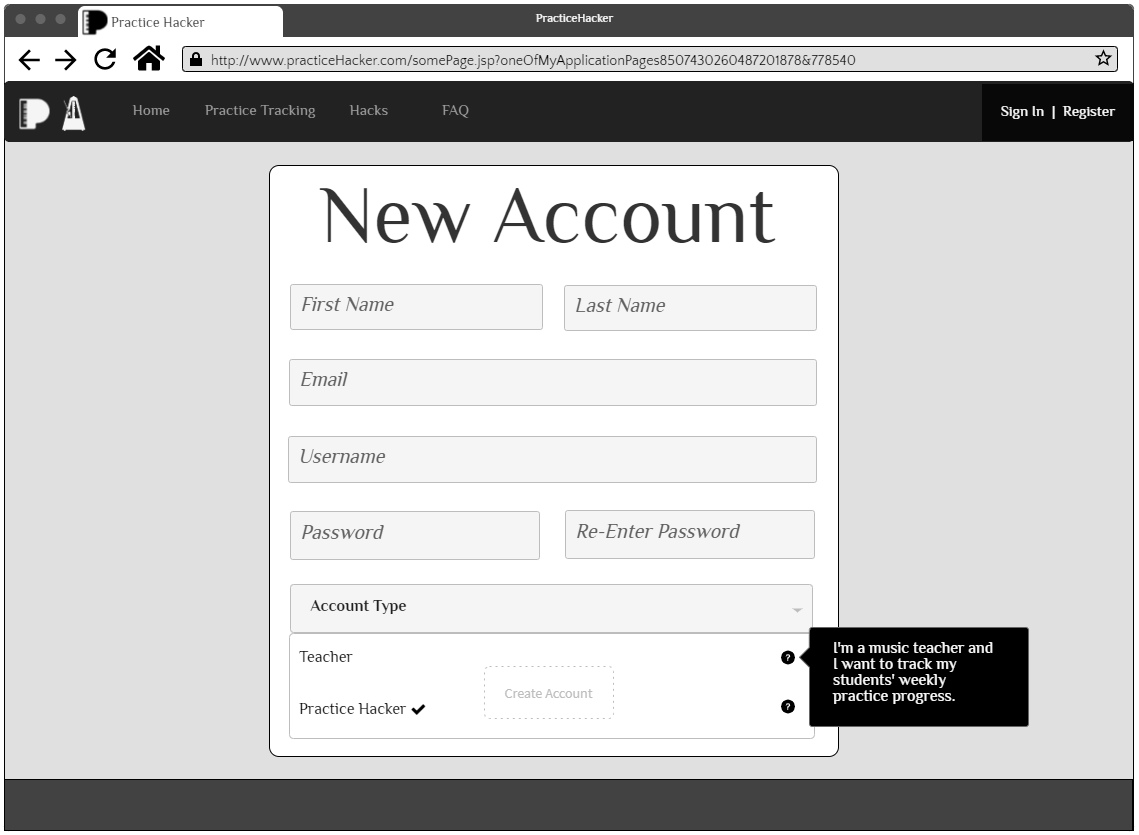 PracticeHacker
Practice Hacker
http://www.practiceHacker.com/somePage.jsp?oneOfMyApplicationPages8507430260487201878&778540
Home Practice Tracking Hacks FAQ Sign In | Register
New Account
First Name Last Name
Email
Username
Password Re-Enter Password
Account Type
Teacher ?
I'm a music teacher and
I want to track my
students' weekly
practice progress.
Create Account
Practice Hacker ?